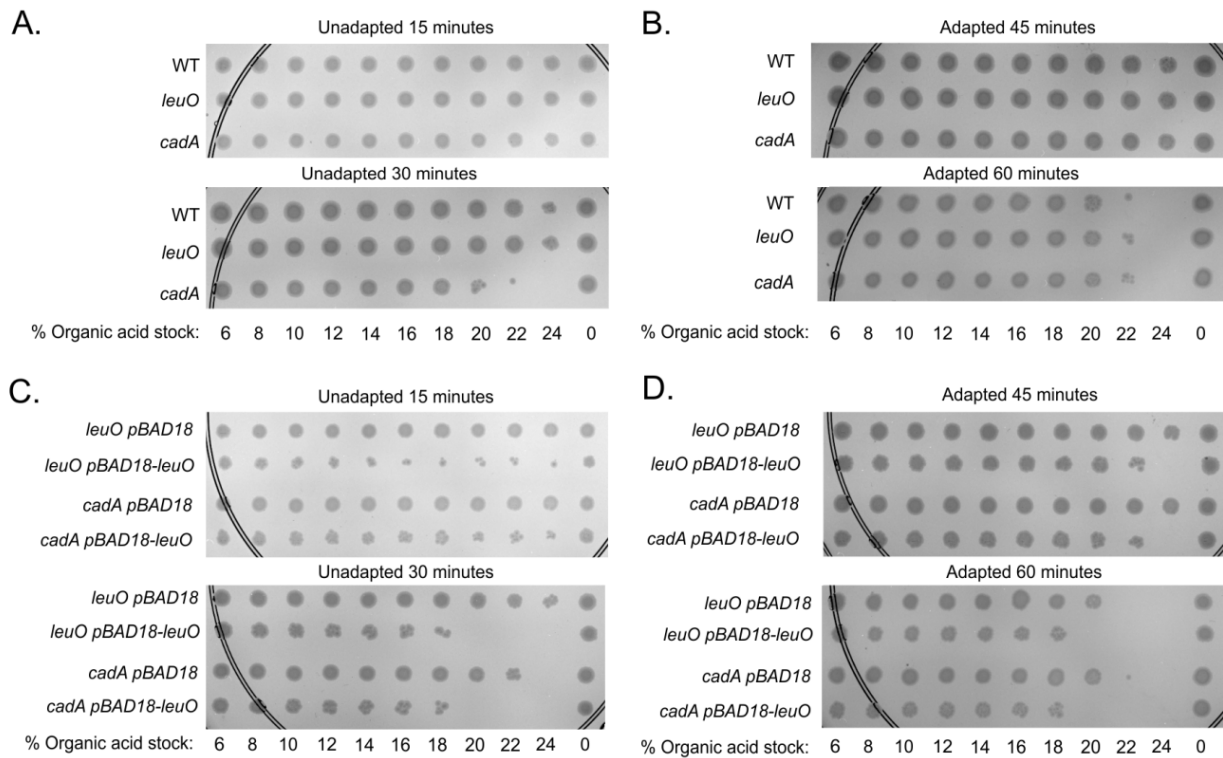 A.
Unadapted 15 minutes
WT
leuO
cadA
Unadapted 30 minutes
WT
leuO
cadA
% Organic acid stock: 6 8 10 12 14 16 18 20 22 24 0
B.
Adapted 45 minutes
WT
leuO
cadA
Adapted 60 minutes
WT
leuO
cadA
% Organic acid stock: 6 8 10 12 14 16 18 20 22 24 0
C.
Unadapted 15 minutes
leuO pBAD18
leuO pBAD18-leuO
cadA pBAD18
cadA pBAD18-leuO
Unadapted 30 minutes
leuO pBAD18
leuO pBAD18-leuO
cadA pBAD18
cadA pBAD18-leuO
% Organic acid stock: 6 8 10 12 14 16 18 20 22 24 0
D.
Adapted 45 minutes
leuO pBAD18
leuO pBAD18-leuO
cadA pBAD18
cadA pBAD18-leuO
Adapted 60 minutes
leuO pBAD18
leuO pBAD18-leuO
cadA pBAD18
cadA pBAD18-leuO
% Organic acid stock: 6 8 10 12 14 16 18 20 22 24 0